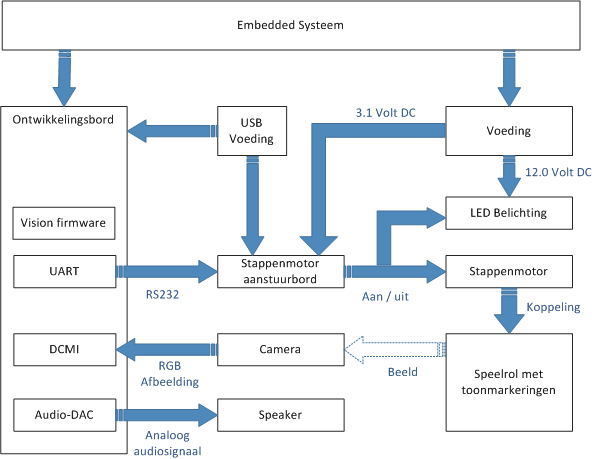 Embedded Systeem
Ontwikkelingsbord
USB
Voeding
3.1 Volt DC
Voeding
12.0 Volt DC
LED Belichting
Vision firmware
UART
RS232
Stappenmotor
aanstuurbord
Aan / uit
Stappenmotor
Koppeling
DCMI
RGB
Afbeelding
Camera
Beeld
Speelrol met
toonmarkeringen
Audio-DAC
Analoog
audiosignaal
Speaker